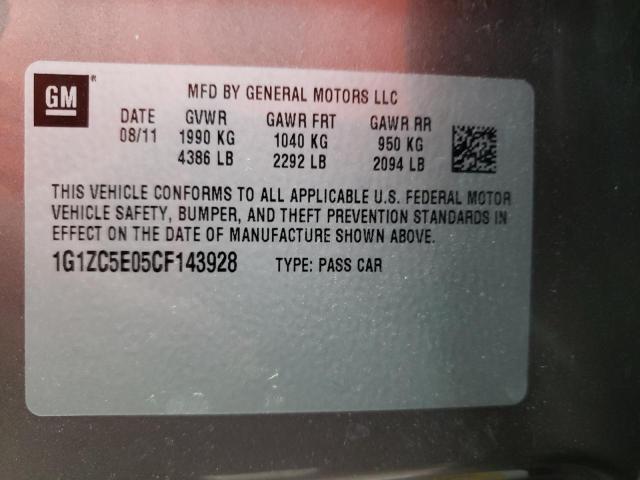 GM®
MFD BY GENERAL MOTORS LLC
DATE GVWR GAWR FRT GAWR RR
08/11 1990 KG 1040 KG 950 KG
4386 LB 2292 LB 2094 LB
THIS VEHICLE CONFORMS TO ALL APPLICABLE U.S. FEDERAL MOTOR
VEHICLE SAFETY, BUMPER, AND THEFT PREVENTION STANDARDS IN
EFFECT ON THE DATE OF MANUFACTURE SHOWN ABOVE.
1G1ZC5E05CF143928 TYPE: PASS CAR